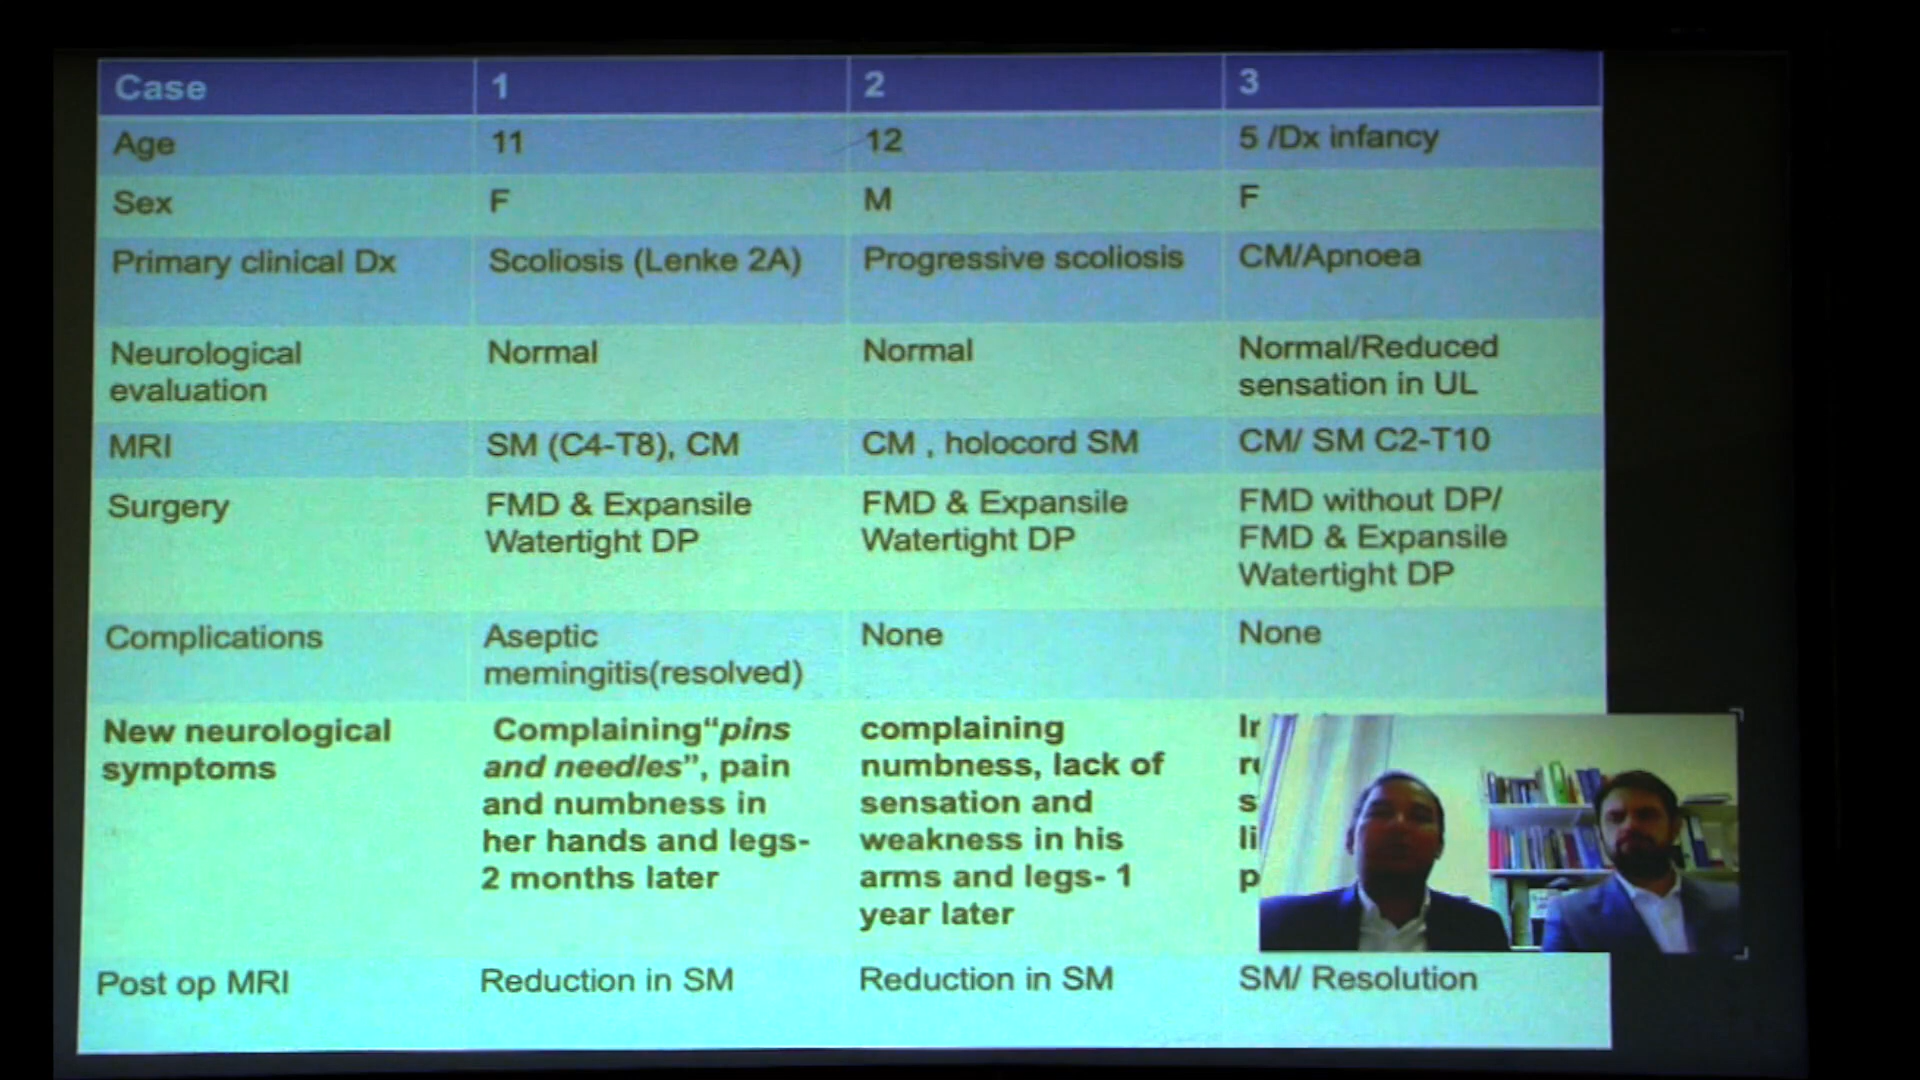 Case 1 2 3
Age 11 12 5 /Dx infancy
Sex F M F
Primary clinical Dx Scoliosis (Lenke 2A) Progressive scoliosis CM/Apnoea
Neurological evaluation Normal Normal Normal/Reduced sensation in UL
MRI SM (C4-T8), CM CM , holocord SM CM/ SM C2-T10
Surgery FMD & Expansile Watertight DP FMD & Expansile Watertight DP FMD without DP/ FMD & Expansile Watertight DP
Complications Aseptic memingitis(resolved) None None
New neurological symptoms Complaining“pins and needles”, pain and numbness in her hands and legs- 2 months later complaining numbness, lack of sensation and weakness in his arms and legs- 1 year later
Post op MRI Reduction in SM Reduction in SM SM/ Resolution